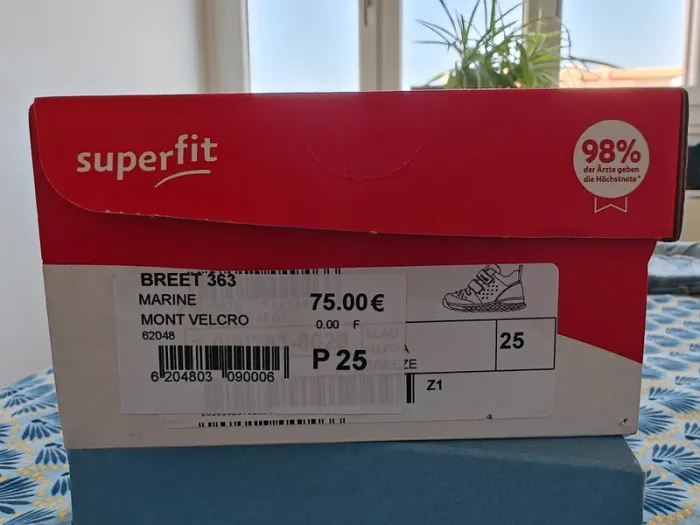 superfit
98%
der Ärzte geben
die Höchstnote*
BREET 363
MARINE
75.00 €
MONT VELCRO
0.00 F
62048
P 25
25
6 204803 090006
Z1